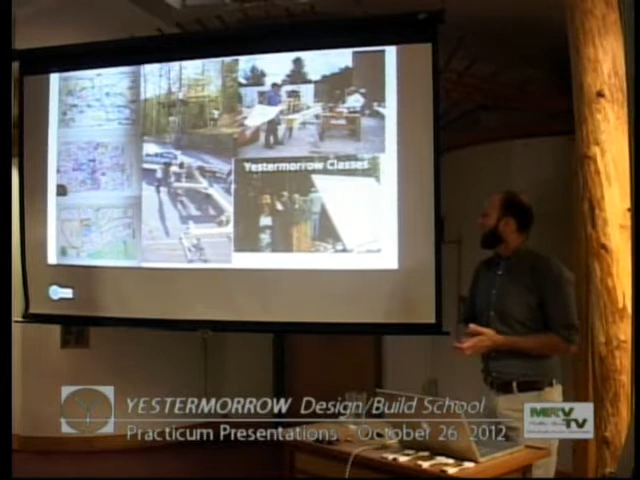 Yestermorrow Classes
YESTERMORROW Design/Build School
Practicum Presentations - October 26, 2012
MRV
TV